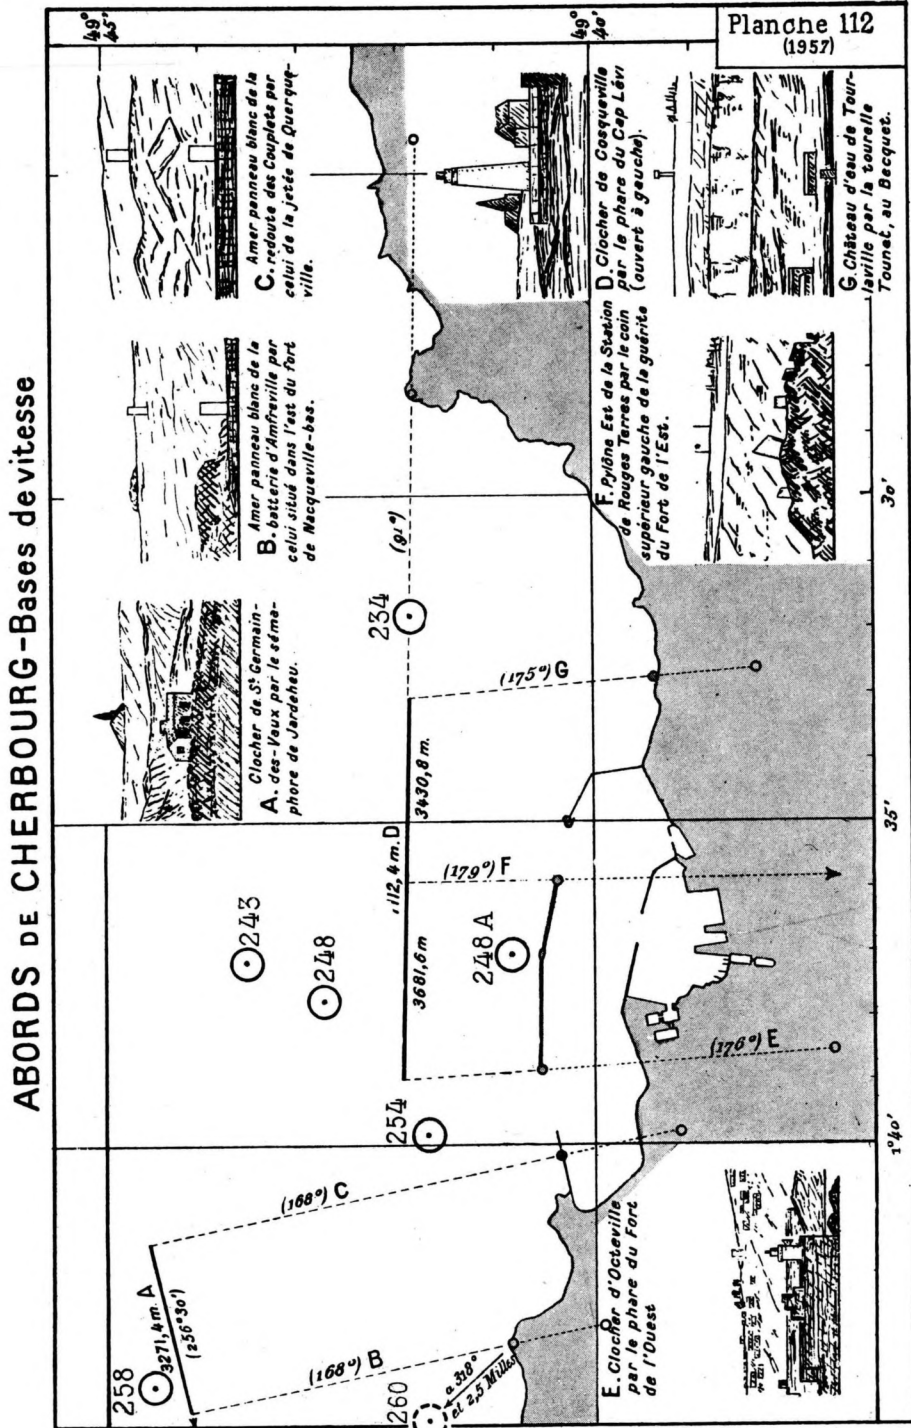 ABORDS DE CHERBOURG-Bases de vitesse
Planche 112
(1957)
49°
45'
49°
40'
Clocher de St Germain-
A. des-Vaux par le séma-
phore de Jardeheu.
Amer panneau blanc de la
B. batterie d'Amfreville par
celui situé dans l'est du fort
de Nacqueville-bas.
Amer panneau blanc de la
C. redoute des Couplets par
celui de la jetée de Querque-
ville.
D. Clocher de Cosqueville
par le phare du Cap Lévi
(ouvert à gauche).
F. Pylône Est de la Station
de Rouges Terres par le coin
supérieur gauche de la guérite
du Fort de l'Est.
G. Château d'eau de Tour-
laville par la tourelle
Tounet, au Becquet.
E. Clocher d'Octeville
par le phare du Fort
de l'Ouest
258
3271,4 m. A
(256°30')
(168°) B
(168°) C
260
a 318°
et 2,5 Milles
254
243
248
248A
234
3681,6 m
112,4 m. D
3430,8 m.
(91°)
(176°) E
(179°) F
(175°) G
1°40'
35'
30'